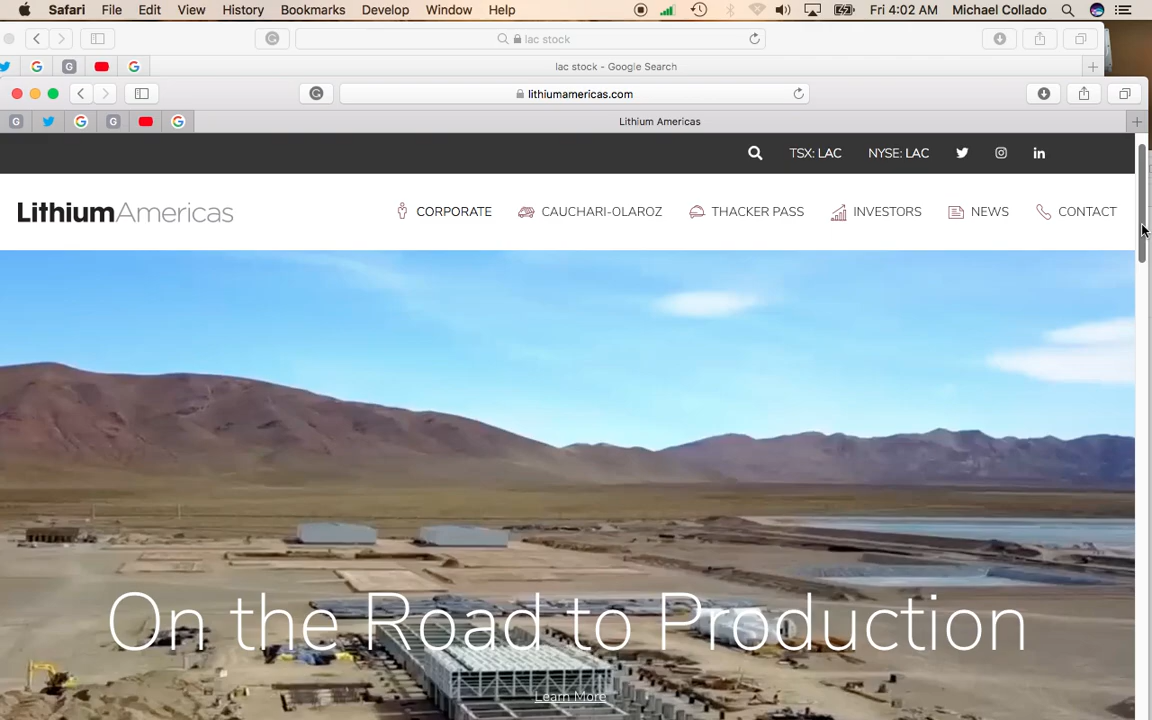 Safari File Edit View History Bookmarks Develop Window Help Fri 4:02 AM Michael Collado
lac stock
lac stock - Google Search
lithiumamericas.com
Lithium Americas
TSX: LAC NYSE: LAC
LithiumAmericas CORPORATE CAUCHARI-OLAROZ THACKER PASS INVESTORS NEWS CONTACT
On the Road to Production
Learn More